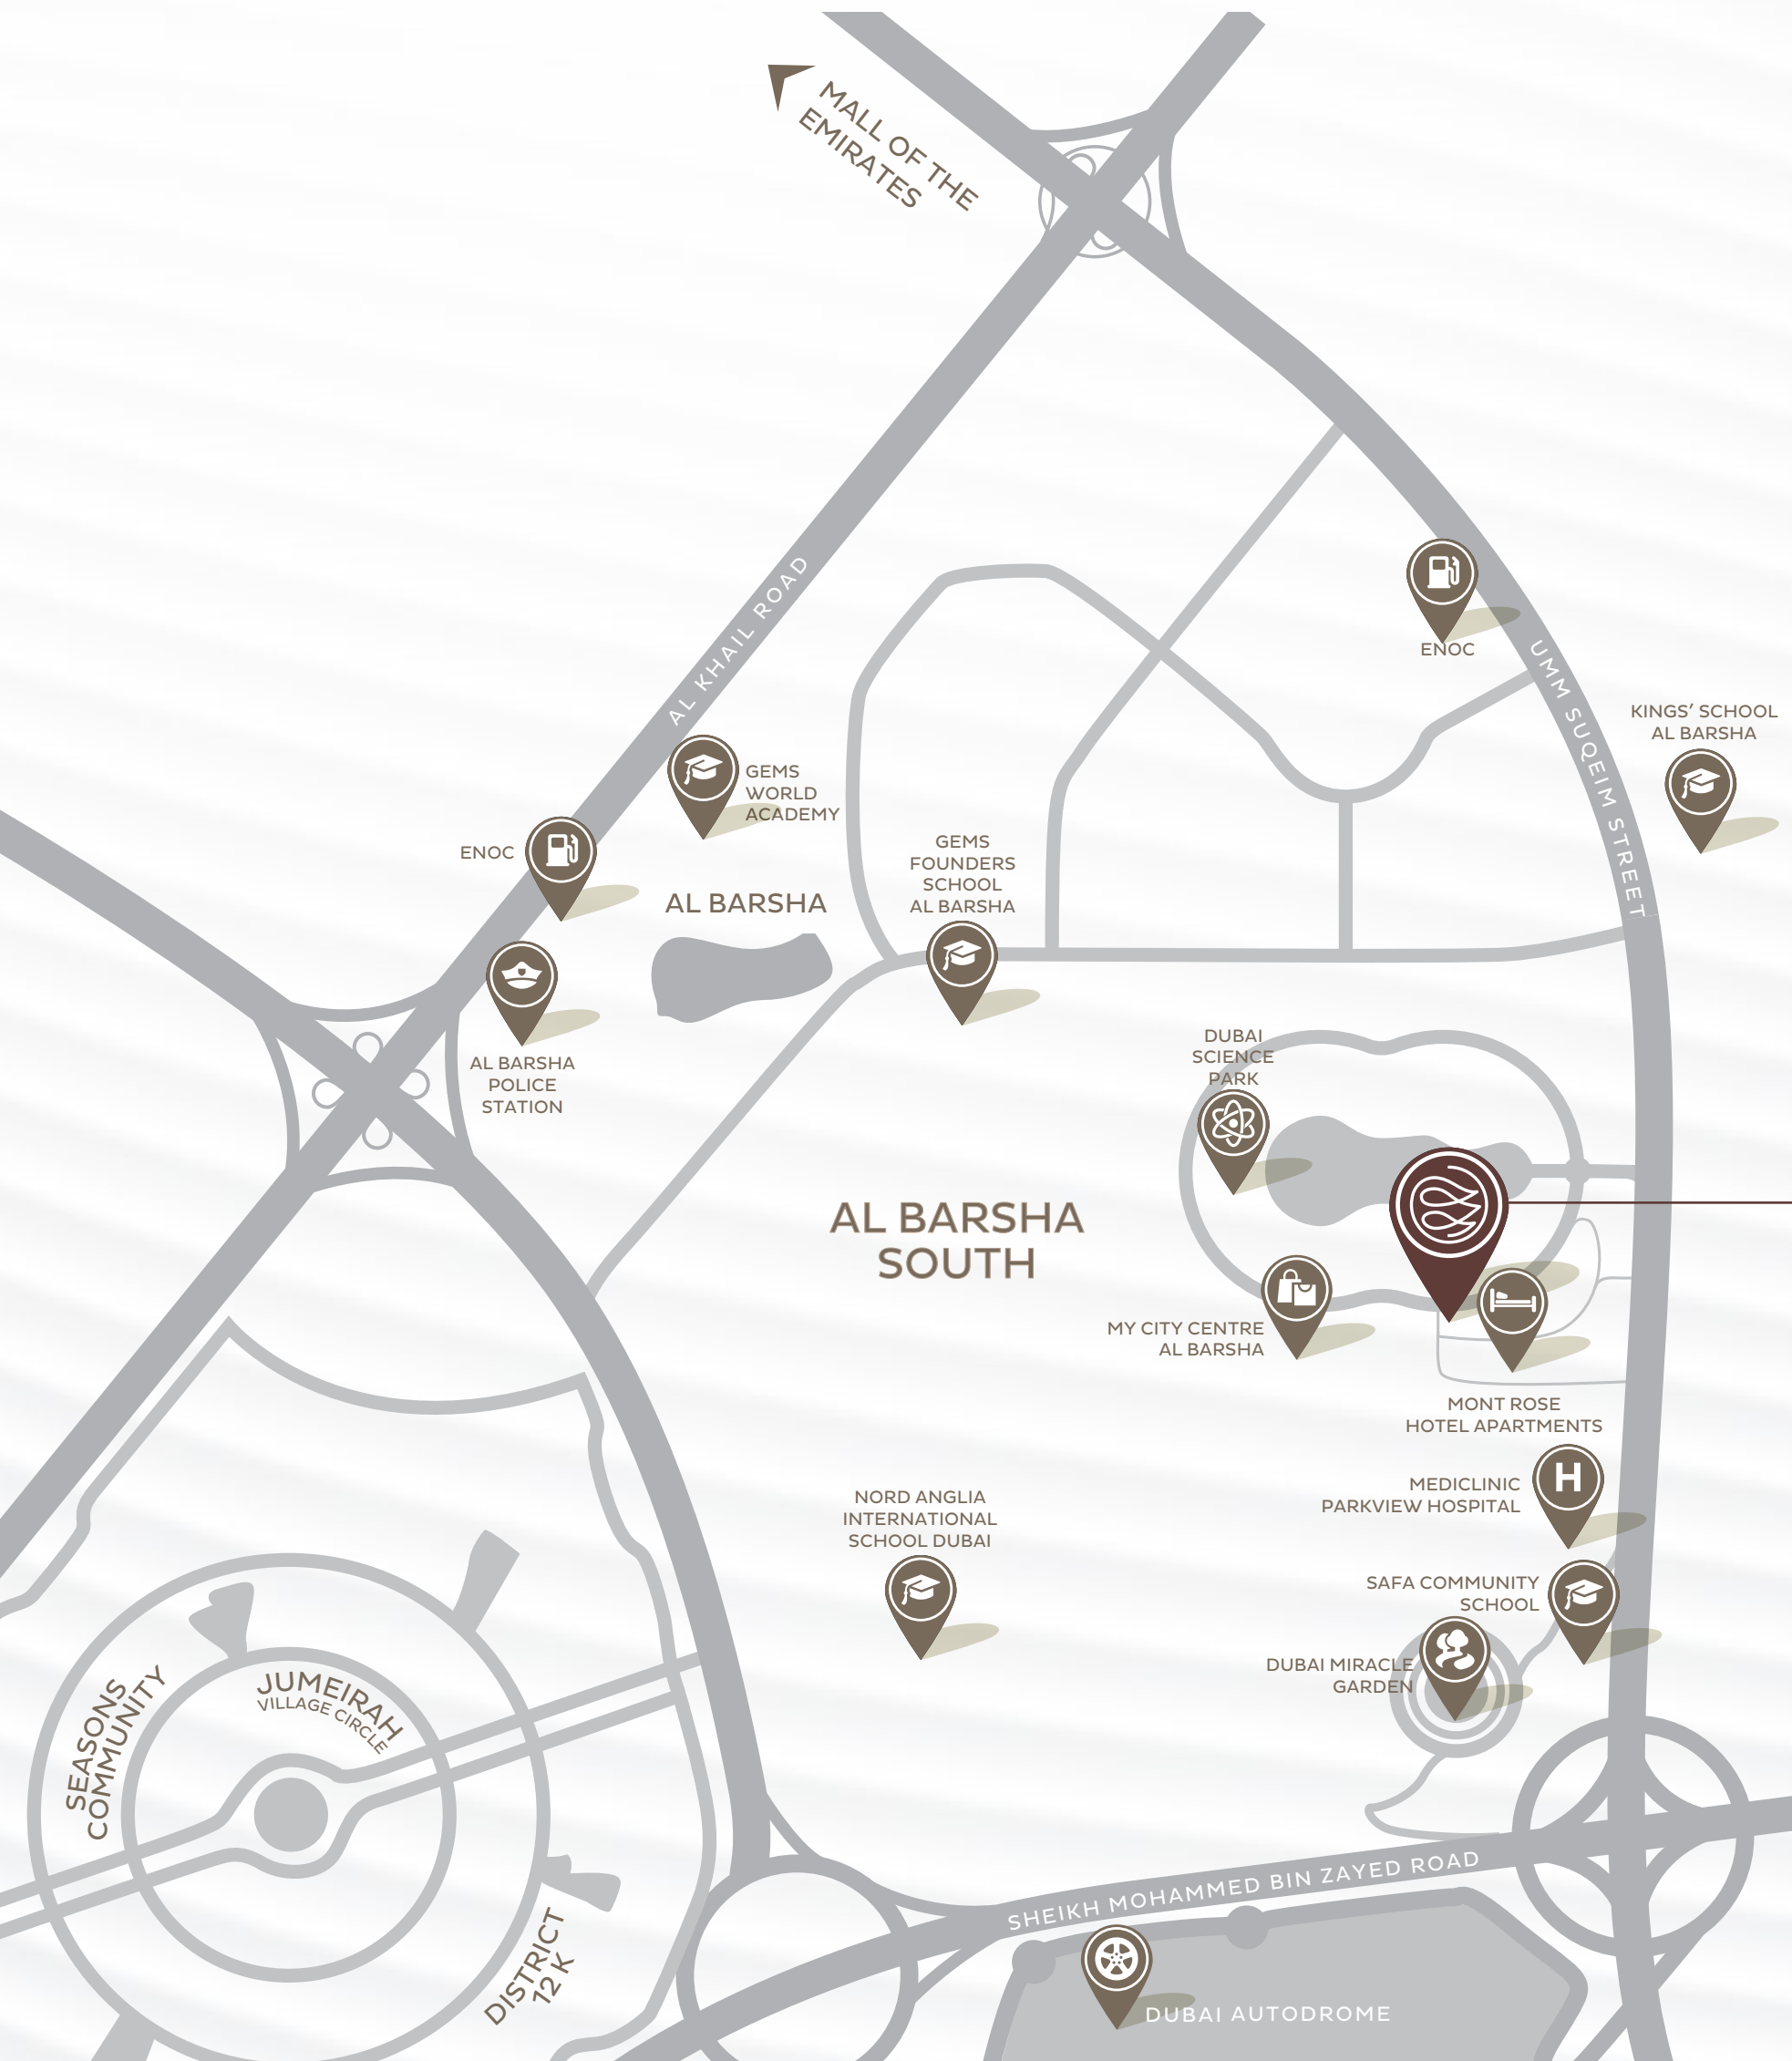 MALL OF THE
EMIRATES
AL KHAIL ROAD
ENOC
UMM SUQEIM STREET
KINGS' SCHOOL
AL BARSHA
GEMS
WORLD
ACADEMY
ENOC
GEMS
FOUNDERS
SCHOOL
AL BARSHA
AL BARSHA
AL BARSHA
POLICE
STATION
DUBAI
SCIENCE
PARK
AL BARSHA
SOUTH
MY CITY CENTRE
AL BARSHA
MONT ROSE
HOTEL APARTMENTS
H
MEDICLINIC
PARKVIEW HOSPITAL
NORD ANGLIA
INTERNATIONAL
SCHOOL DUBAI
SAFA COMMUNITY
SCHOOL
DUBAI MIRACLE
GARDEN
SEASONS
COMMUNITY
JUMEIRAH
VILLAGE CIRCLE
SHEIKH MOHAMMED BIN ZAYED ROAD
DISTRICT
12 K
DUBAI AUTODROME